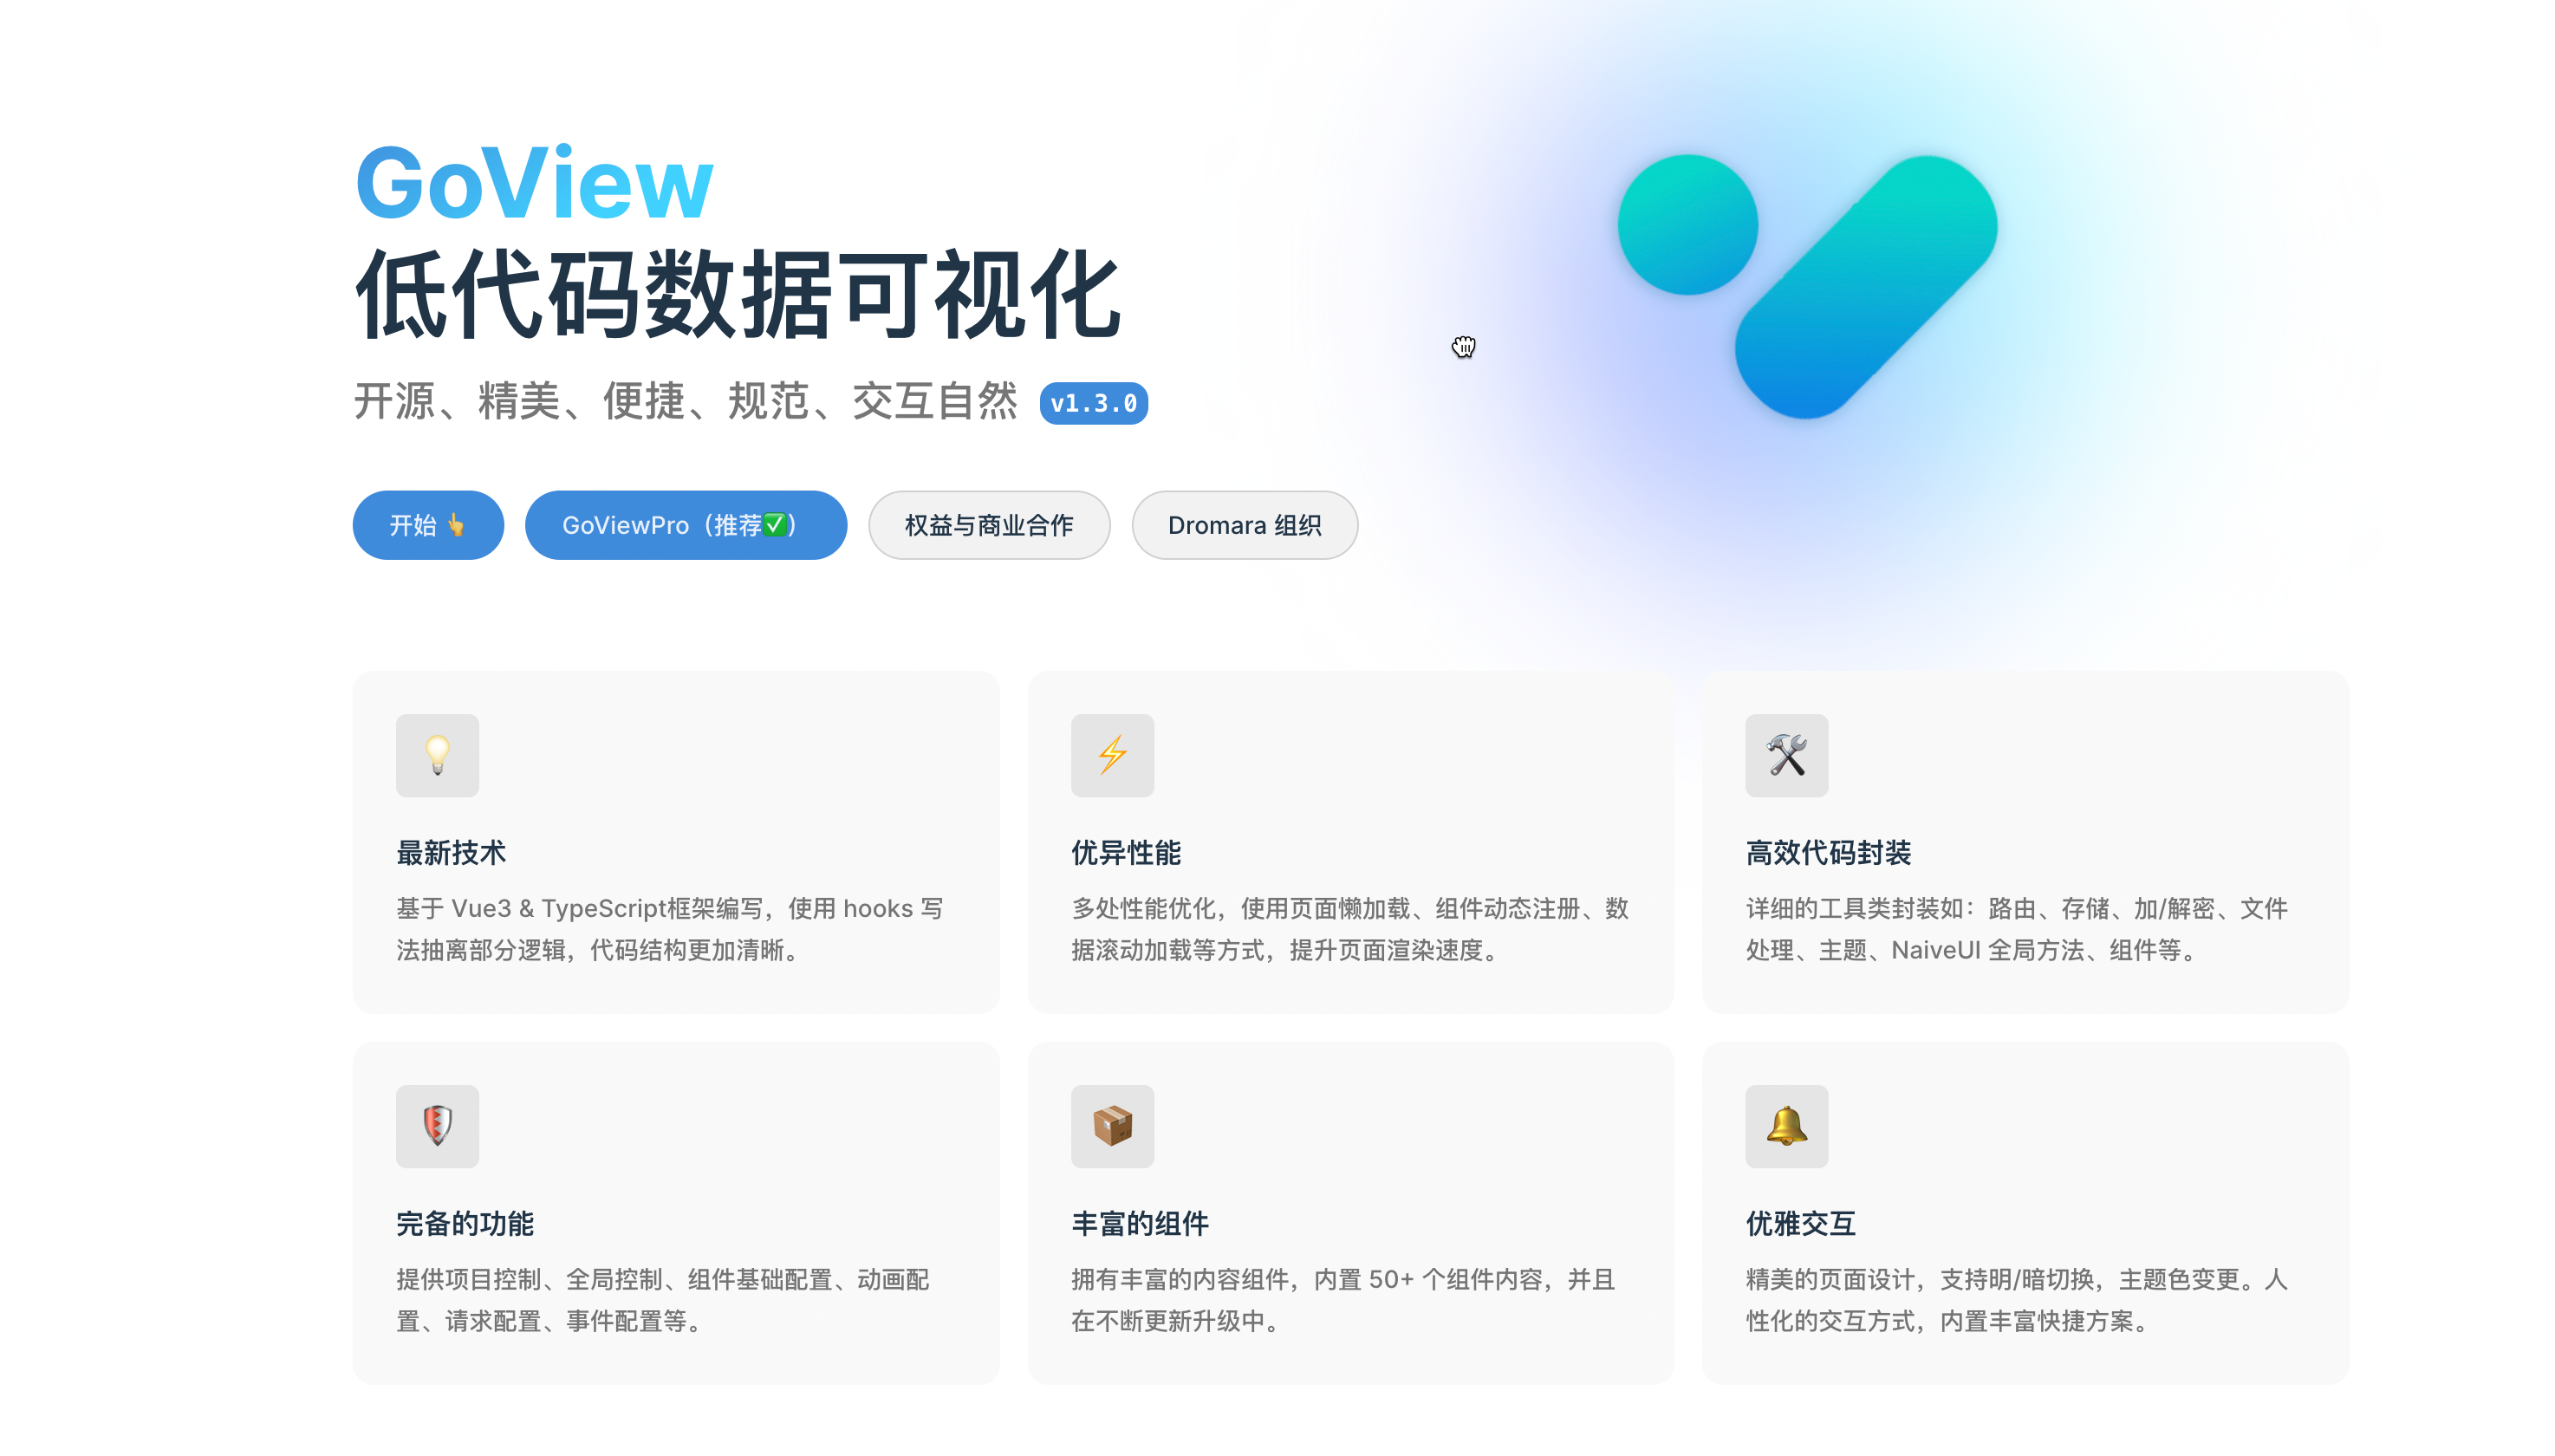 GoView
低代码数据可视化
开源、精美、便捷、规范、交互自然 v1.3.0
开始👆 GoViewPro（推荐✅） 权益与商业合作 Dromara 组织
最新技术
基于 Vue3 & TypeScript框架编写，使用 hooks 写
法抽离部分逻辑，代码结构更加清晰。
优异性能
多处性能优化，使用页面懒加载、组件动态注册、数
据滚动加载等方式，提升页面渲染速度。
高效代码封装
详细的工具类封装如：路由、存储、加/解密、文件
处理、主题、NaiveUI 全局方法、组件等。
完备的功能
提供项目控制、全局控制、组件基础配置、动画配
置、请求配置、事件配置等。
丰富的组件
拥有丰富的内容组件，内置 50+ 个组件内容，并且
在不断更新升级中。
优雅交互
精美的页面设计，支持明/暗切换，主题色变更。人
性化的交互方式，内置丰富快捷方案。